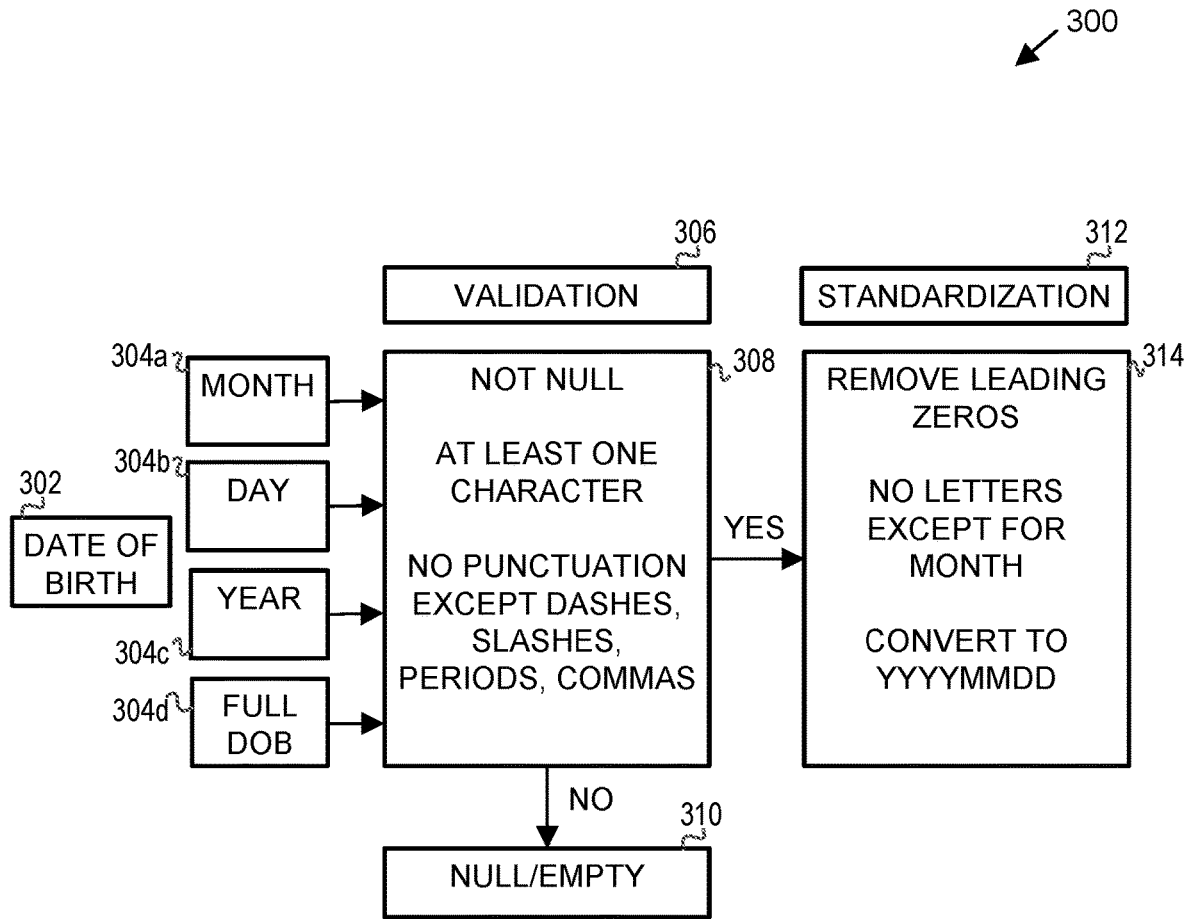 300
306
312
VALIDATION
STANDARDIZATION
304a
MONTH
304b
DAY
302
DATE OF
BIRTH
YEAR
304c
304d
FULL
DOB
308
NOT NULL
AT LEAST ONE
CHARACTER
NO PUNCTUATION
EXCEPT DASHES,
SLASHES,
PERIODS, COMMAS
YES
314
REMOVE LEADING
ZEROS
NO LETTERS
EXCEPT FOR
MONTH
CONVERT TO
YYYYMMDD
NO
310
NULL/EMPTY